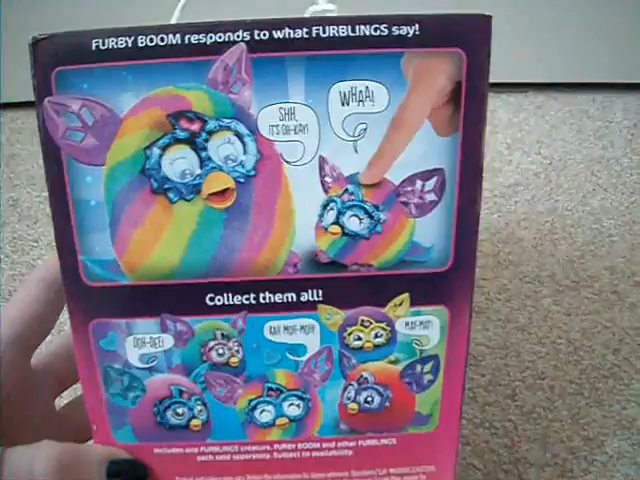 FURBY BOOM responds to what FURBLINGS say!
SHH,
IT'S OH-KAY!
WHAA!
Collect them all!
OOH-DEE!
KAH MOH-MOH!
MAY-MAY!
Includes one FURBLINGS creature. FURBY BOOM and other FURBLINGS
each sold separately. Subject to availability.